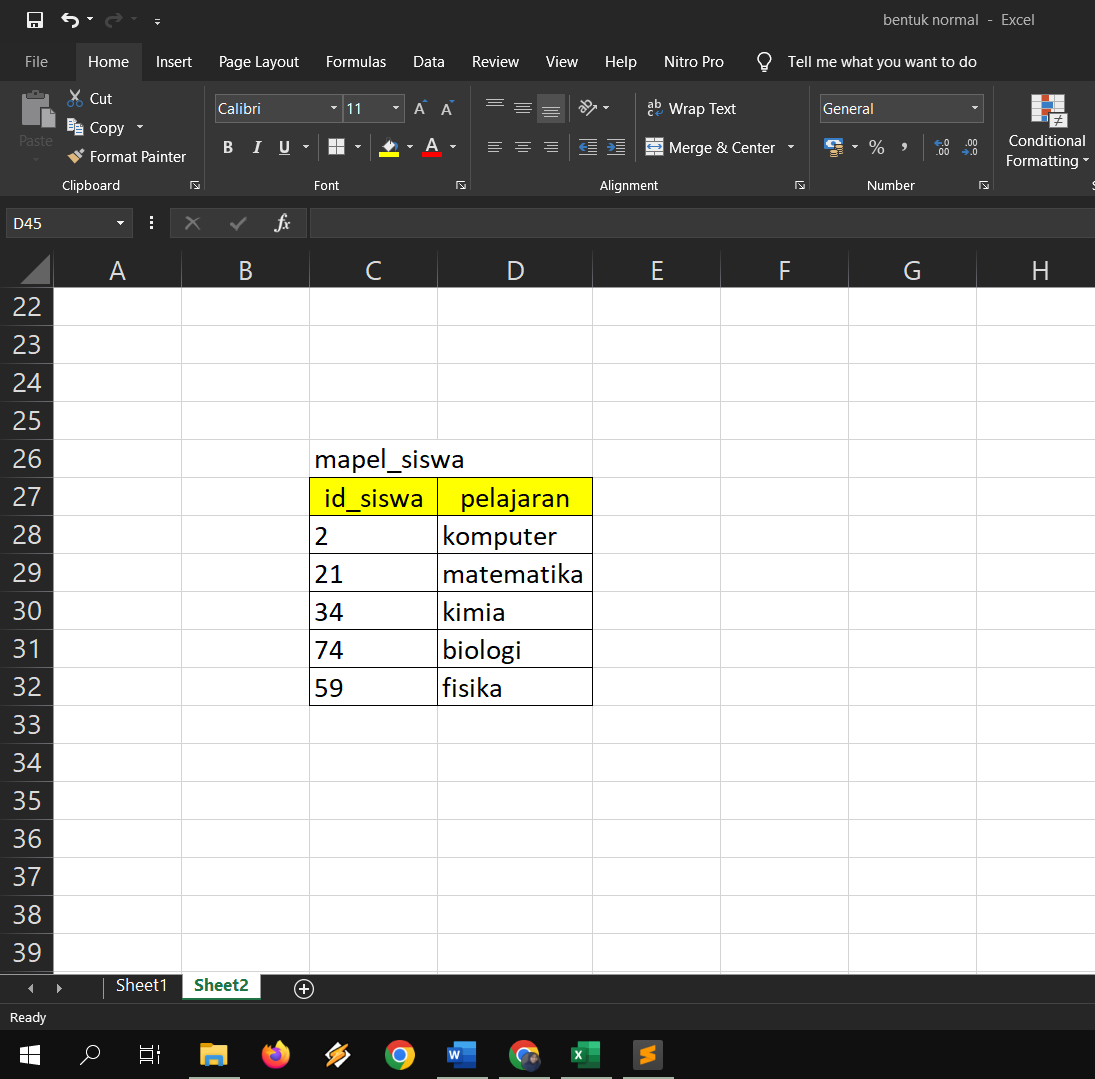 bentuk normal - Excel
File Home Insert Page Layout Formulas Data Review View Help Nitro Pro Tell me what you want to do
Paste
Cut
Copy
Format Painter
Clipboard
Calibri 11
B I U
Font
Wrap Text
Merge & Center
Alignment
General
Number
Conditional
Formatting
D45
fx
A B C D E F G H
22
23
24
25
26 mapel_siswa
27 id_siswa pelajaran
28 2 komputer
29 21 matematika
30 34 kimia
31 74 biologi
32 59 fisika
33
34
35
36
37
38
39
Sheet1 Sheet2
Ready